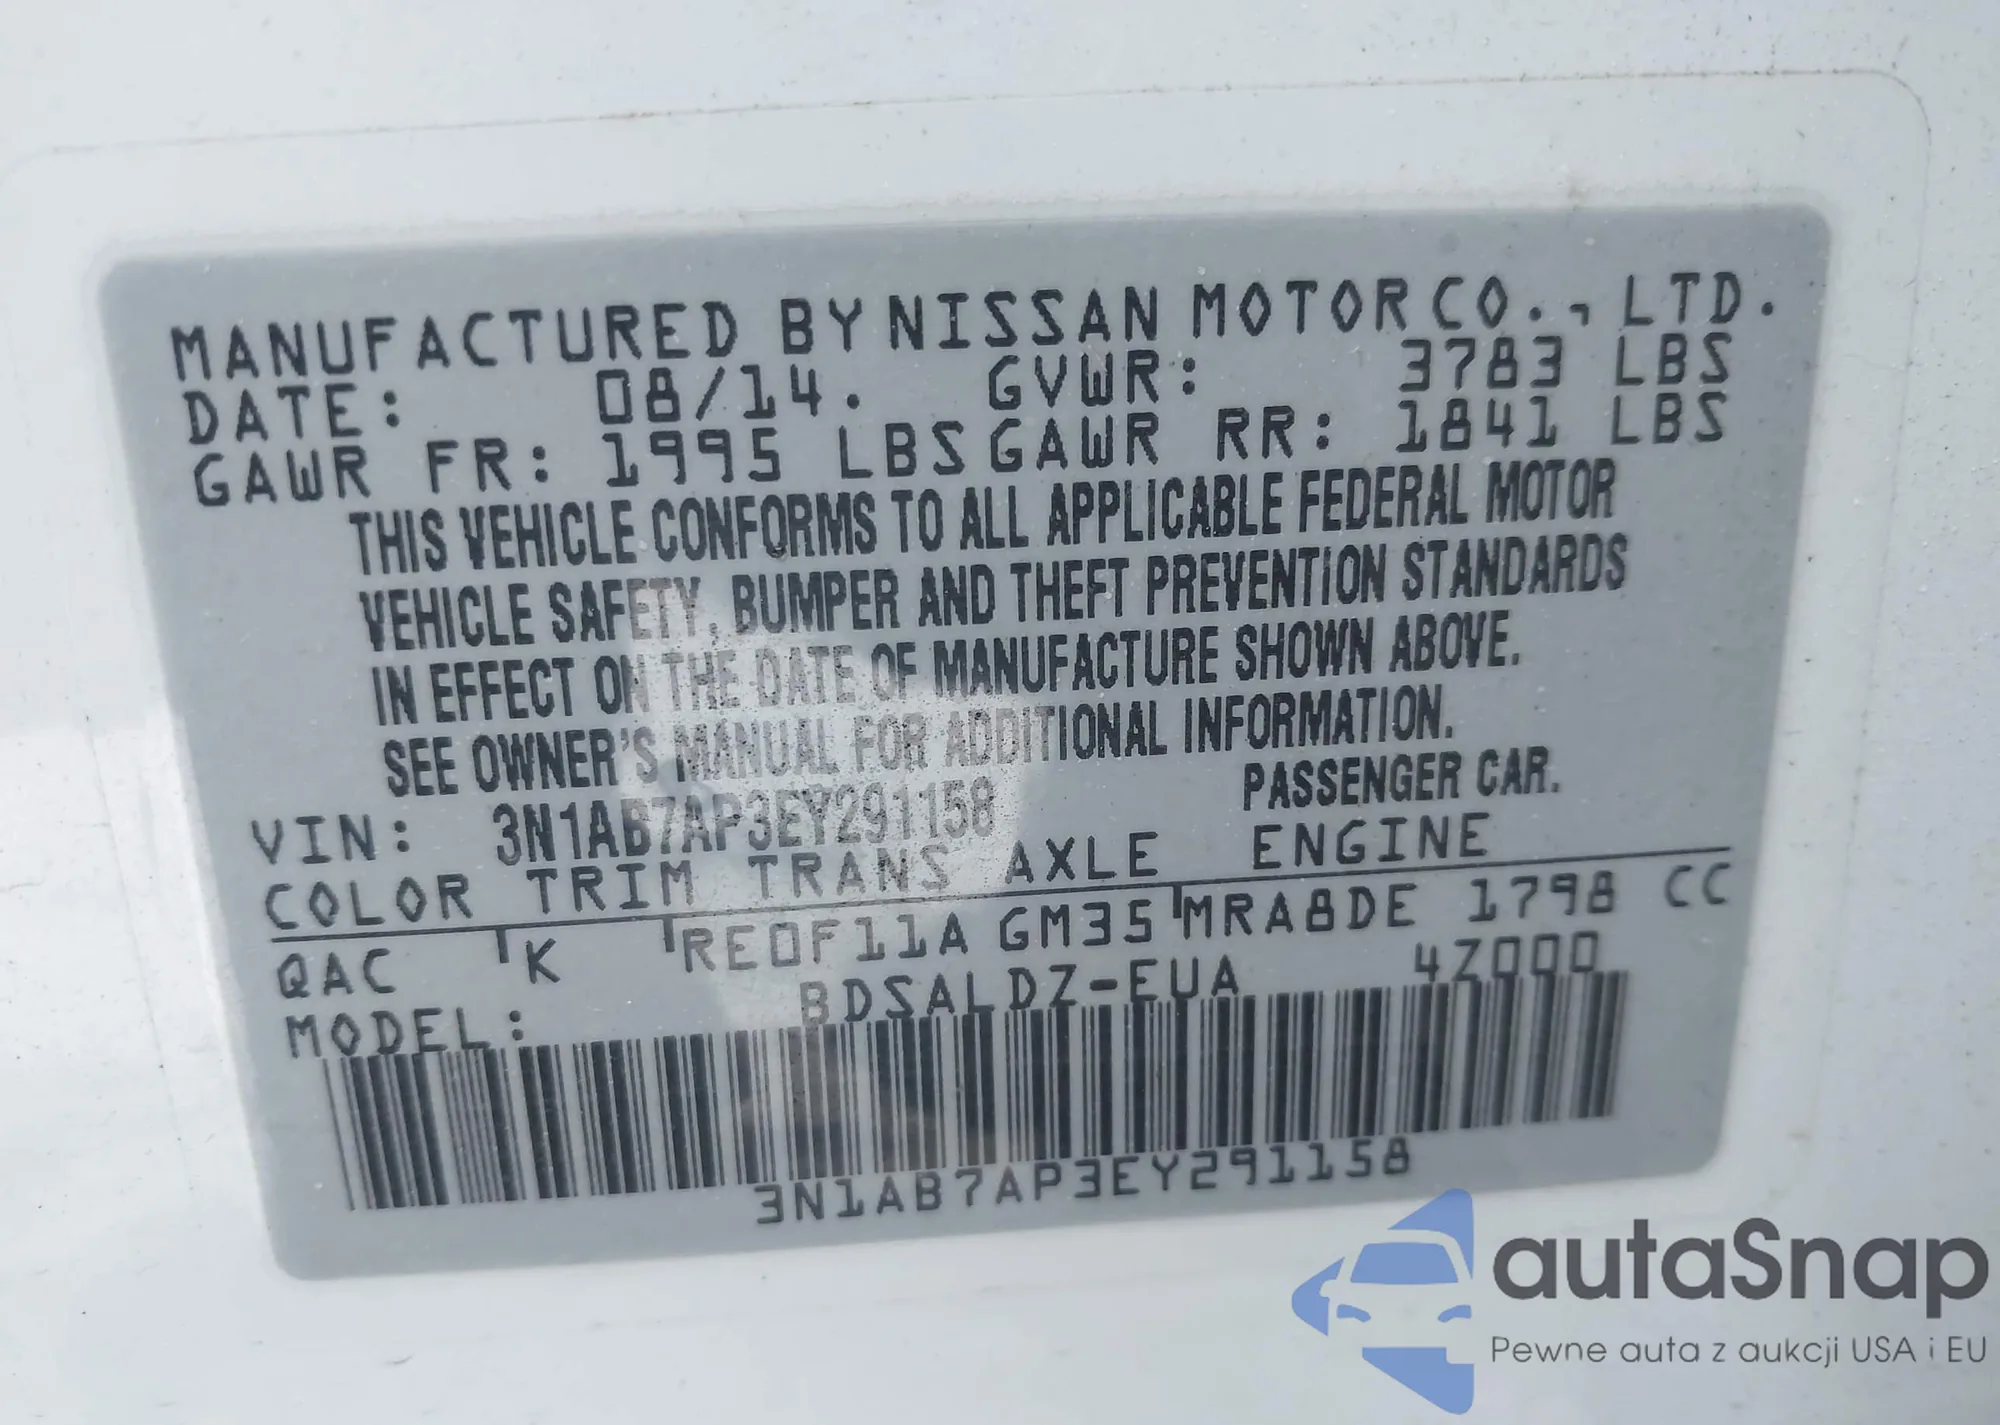 MANUFACTURED BY NISSAN MOTOR CO., LTD.
DATE: 08/14. GVWR: 3783 LBS
GAWR FR: 1995 LBS GAWR RR: 1841 LBS
THIS VEHICLE CONFORMS TO ALL APPLICABLE FEDERAL MOTOR
VEHICLE SAFETY, BUMPER AND THEFT PREVENTION STANDARDS
IN EFFECT ON THE DATE OF MANUFACTURE SHOWN ABOVE.
SEE OWNER'S MANUAL FOR ADDITIONAL INFORMATION.
PASSENGER CAR.
VIN: 3N1AB7AP3EY291158
COLOR TRIM TRANS AXLE ENGINE
QAC K RE0F11A GM35 MRA8DE 1798 CC
MODEL: BDSALDZ-EUA 4Z000
3N1AB7AP3EY291158
autaSnap
Pewne auta z aukcji USA i EU